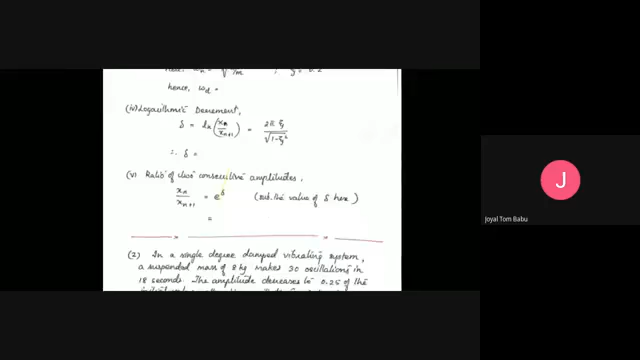 hence, ωd =
(iv) Logarithmic Decrement,
δ = ln (xn/xn+1) = 2πξ/√1-ξ²
∴ δ =
(v) Ratio of two consecutive amplitudes,
xn/xn+1 = e^δ (sub. the value of δ here)
=
(2) In a single degree damped vibrating system,
a suspended mass of 8 kg makes 30 oscillations in
18 seconds. The amplitude decreases to 0.25 of the
J
Joyal Tom Babu